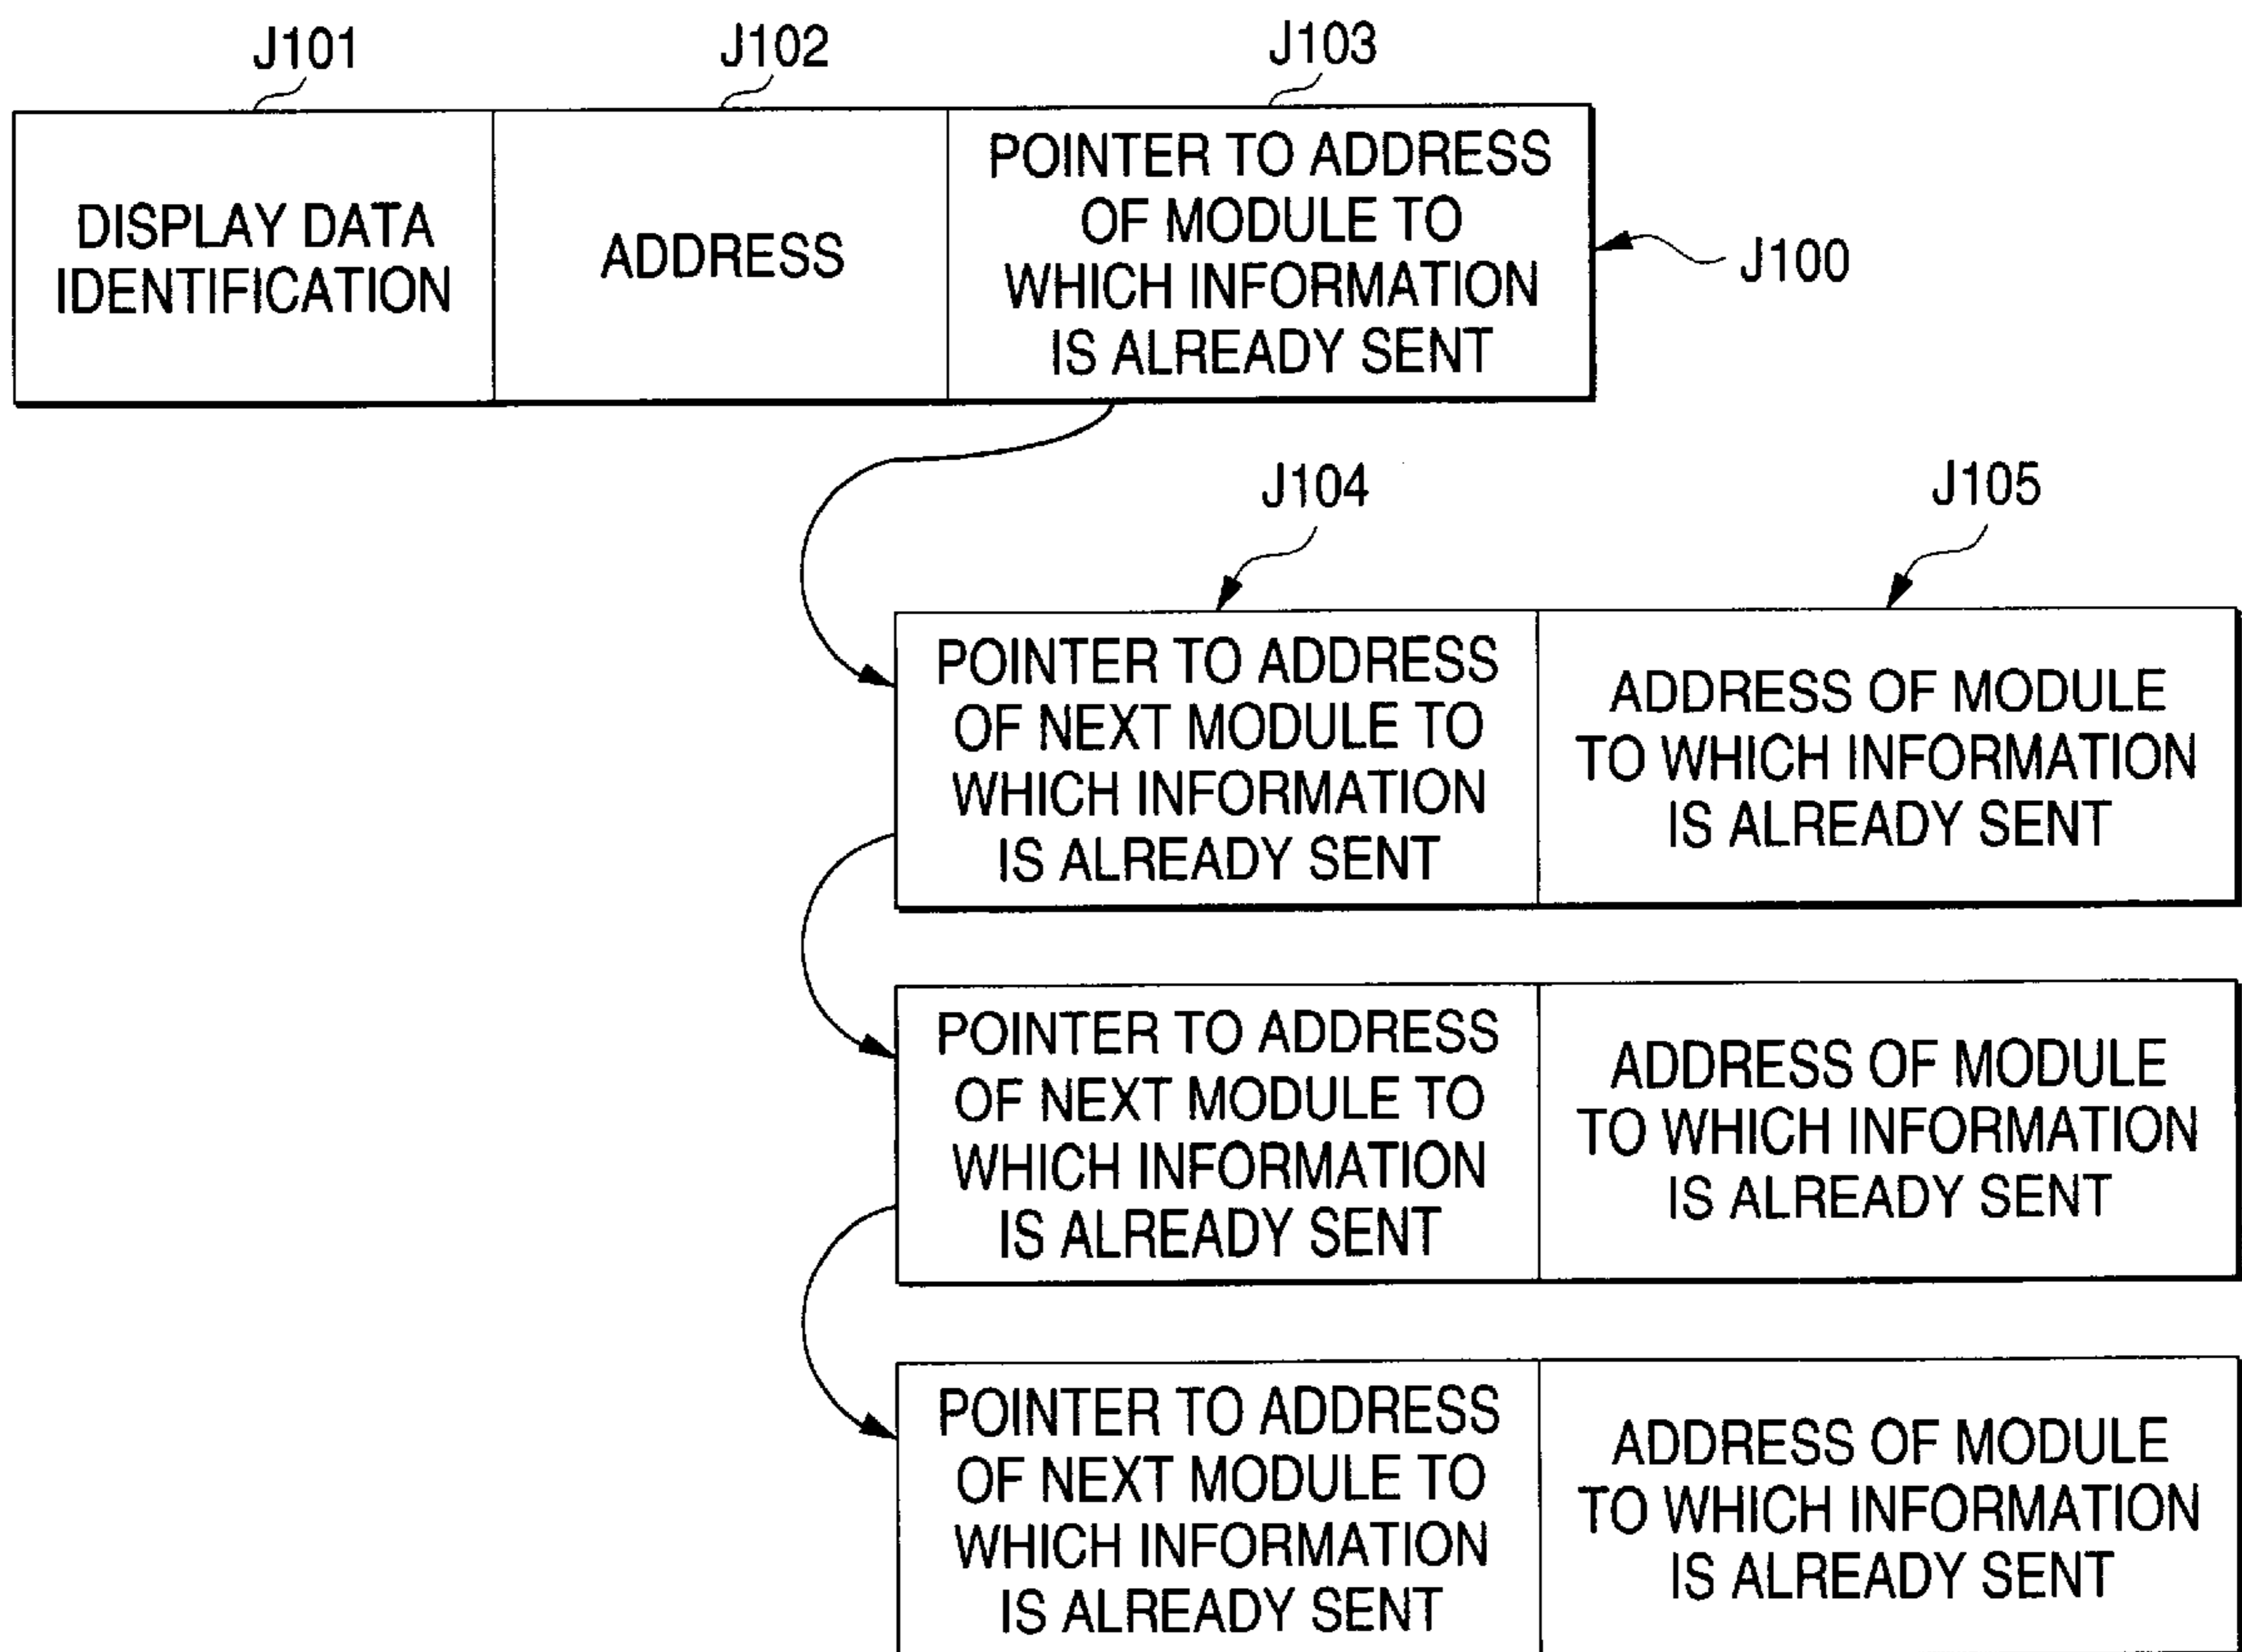 J101
J102
J103
DISPLAY DATA
IDENTIFICATION
ADDRESS
POINTER TO ADDRESS
OF MODULE TO
WHICH INFORMATION
IS ALREADY SENT
J100
J104
J105
POINTER TO ADDRESS
OF NEXT MODULE TO
WHICH INFORMATION
IS ALREADY SENT
ADDRESS OF MODULE
TO WHICH INFORMATION
IS ALREADY SENT
POINTER TO ADDRESS
OF NEXT MODULE TO
WHICH INFORMATION
IS ALREADY SENT
ADDRESS OF MODULE
TO WHICH INFORMATION
IS ALREADY SENT
POINTER TO ADDRESS
OF NEXT MODULE TO
WHICH INFORMATION
IS ALREADY SENT
ADDRESS OF MODULE
TO WHICH INFORMATION
IS ALREADY SENT